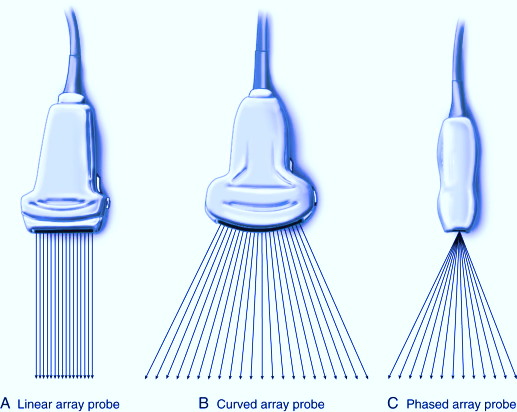 A Linear array probe
B Curved array probe
C Phased array probe